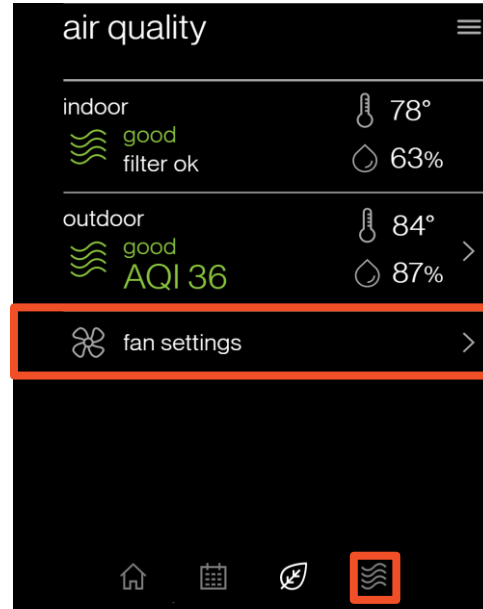 air quality
indoor
78°
good
filter ok
63%
outdoor
84°
good
AQI 36
87%
fan settings